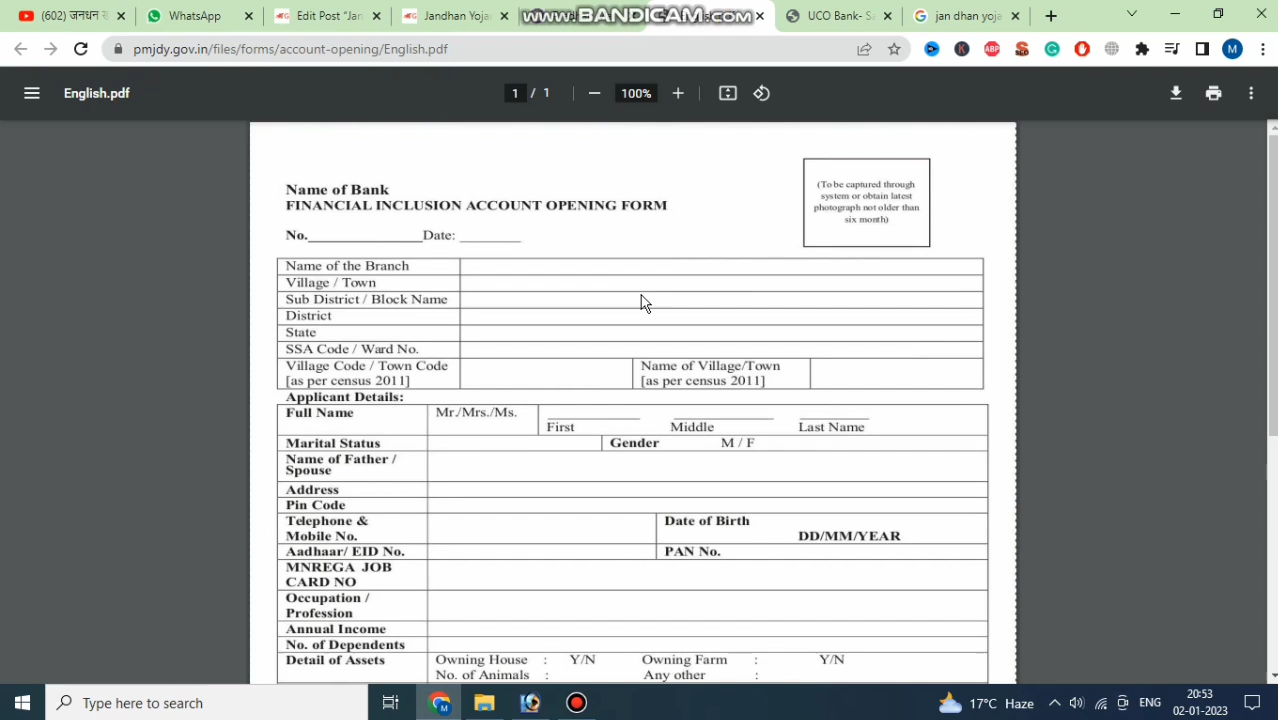 (602) जनधन
WhatsApp
Edit Post "Jan
Jandhan Yojan
www.BANDICAM.com
UCO Bank- Sa
jan dhan yoja
pmjdy.gov.in/files/forms/account-opening/English.pdf
M
English.pdf
1 / 1
100%
(To be captured through
system or obtain latest
photograph not older than
six month)
Name of Bank
FINANCIAL INCLUSION ACCOUNT OPENING FORM
No.______________Date: ________
Name of the Branch
Village / Town
Sub District / Block Name
District
State
SSA Code / Ward No.
Village Code / Town Code Name of Village/Town
[as per census 2011] [as per census 2011]
Applicant Details:
Full Name Mr./Mrs./Ms.
First Middle Last Name
Marital Status Gender M / F
Name of Father /
Spouse
Address
Pin Code
Telephone & Date of Birth
Mobile No. DD/MM/YEAR
Aadhaar/ EID No. PAN No.
MNREGA JOB
CARD NO
Occupation /
Profession
Annual Income
No. of Dependents
Detail of Assets Owning House : Y/N Owning Farm : Y/N
No. of Animals : Any other :
Type here to search
17°C Haze
ENG
20:53
02-01-2023